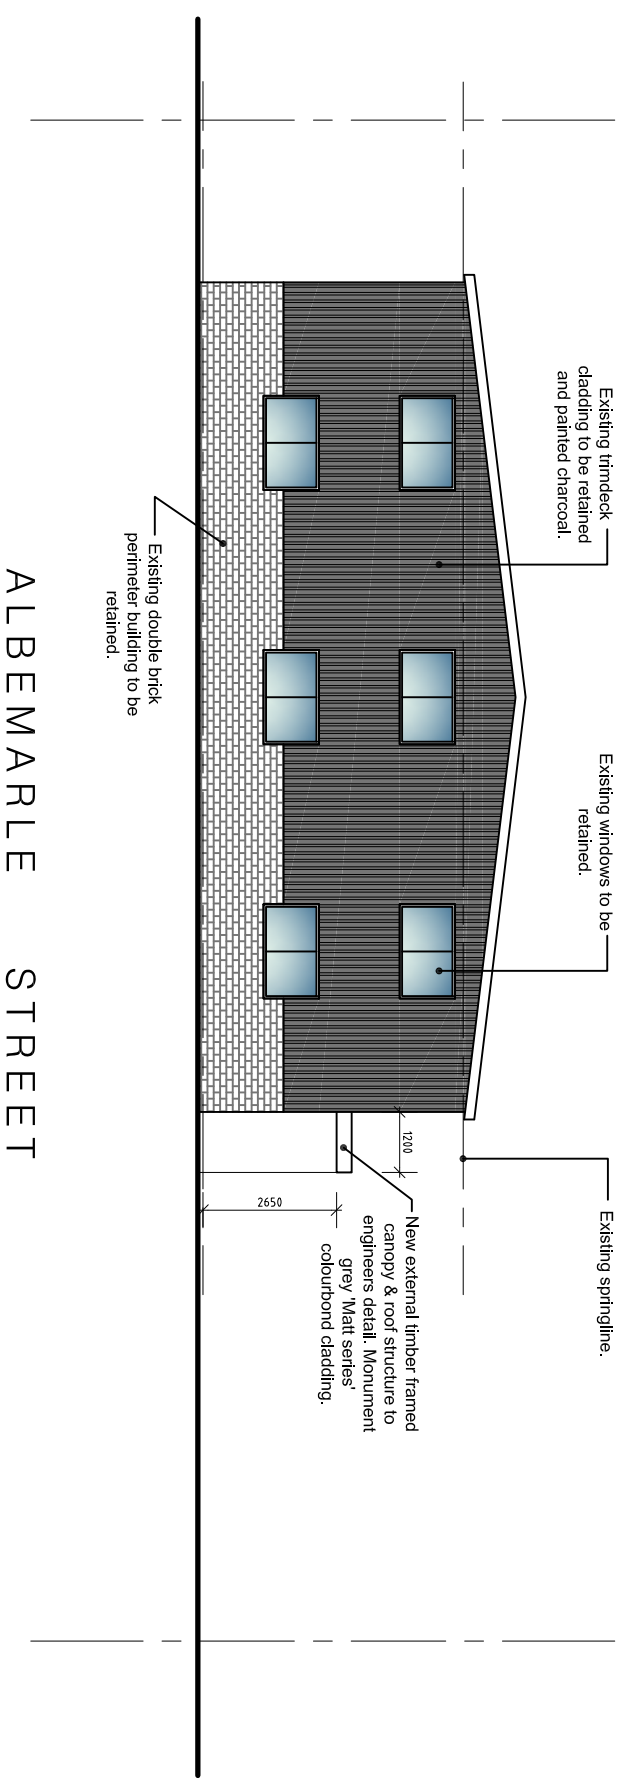 Existing trimdeck
cladding to be retained
and painted charcoal.
Existing windows to be
retained.
Existing springline.
1200
New external timber framed
canopy & roof structure to
engineers detail. Monument
grey 'Matt series'
colourbond cladding.
2650
Existing double brick
perimeter building to be
retained.
ALBEMARLE STREET